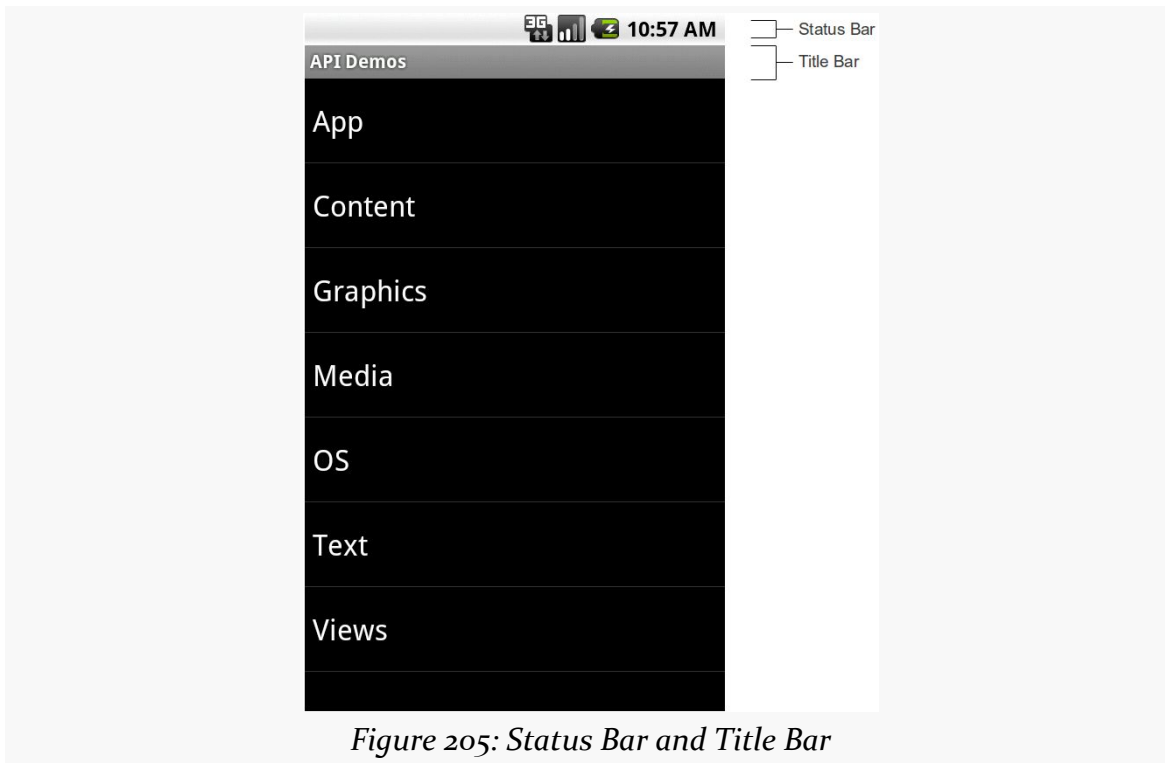 3G 10:57 AM
Status Bar
API Demos
Title Bar
App
Content
Graphics
Media
OS
Text
Views
Figure 205: Status Bar and Title Bar